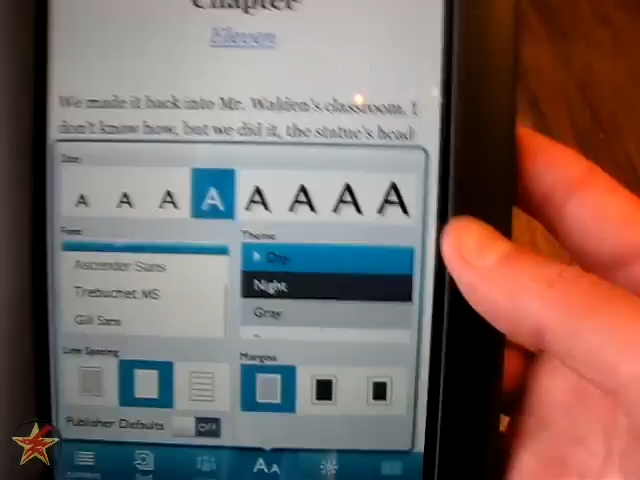 Chapter
Eleven
We made it back into Mr. Walden's classroom. I
don't know how, but we did it, the statue's head
Size
A A A A A A A A
Font
Ascender Sans
Trebuchet MS
Gill Sans
Theme
Day
Night
Gray
Line Spacing
Margins
Publisher Defaults OFF
AA